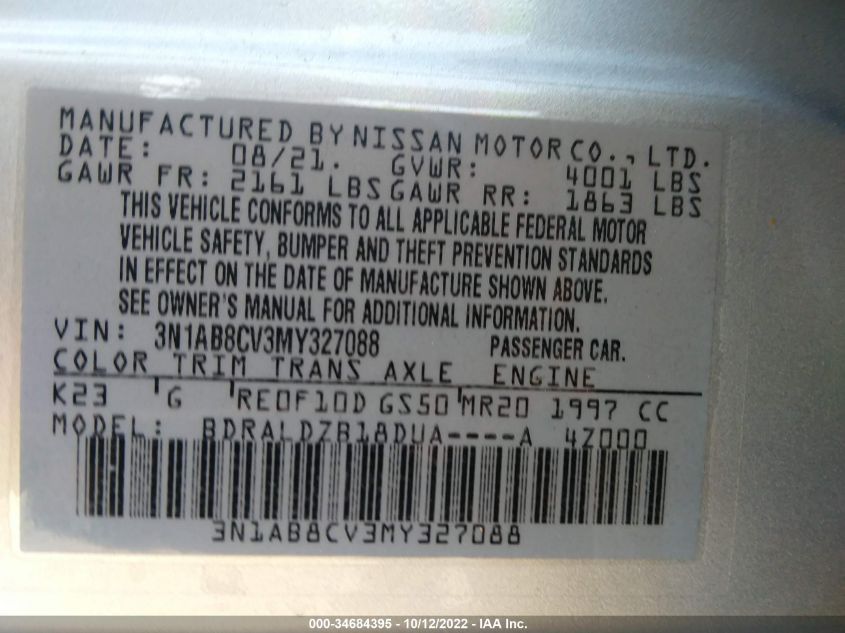 MANUFACTURED BY NISSAN MOTOR CO., LTD.
DATE: 08/21. GVWR: 4001 LBS
GAWR FR: 2161 LBS GAWR RR: 1863 LBS
THIS VEHICLE CONFORMS TO ALL APPLICABLE FEDERAL MOTOR
VEHICLE SAFETY, BUMPER AND THEFT PREVENTION STANDARDS
IN EFFECT ON THE DATE OF MANUFACTURE SHOWN ABOVE.
SEE OWNER'S MANUAL FOR ADDITIONAL INFORMATION.
VIN: 3N1AB8CV3MY327088 PASSENGER CAR.
COLOR TRIM TRANS AXLE ENGINE
K23 G RE0F10D GS50 MR20 1997 CC
MODEL: BDRALDZB18DUA----A 4Z000
3N1AB8CV3MY327088
000-34684395 - 10/12/2022 - IAA Inc.